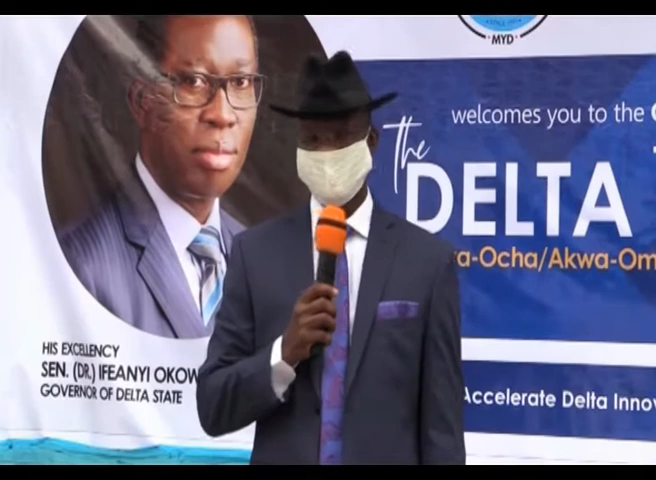 MYD
welcomes you to the
the
DELTA
-Ocha/Akwa-Om
HIS EXCELLENCY
SEN. (DR.) IFEANYI OKOW
GOVERNOR OF DELTA STATE
Accelerate Delta Innov